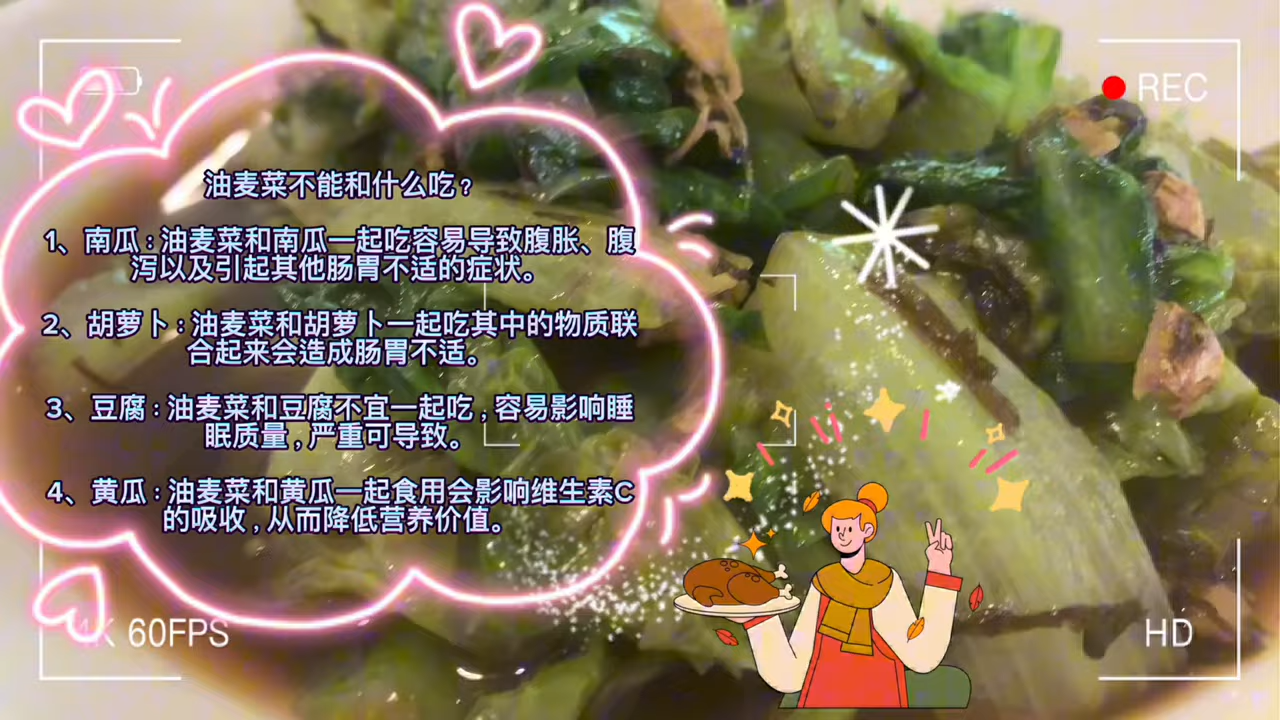 REC
油麦菜不能和什么吃?
1、南瓜:油麦菜和南瓜一起吃容易导致腹胀、腹
泻以及引起其他肠胃不适的症状。
2、胡萝卜:油麦菜和胡萝卜一起吃其中的物质联
合起来会造成肠胃不适。
3、豆腐:油麦菜和豆腐不宜一起吃,容易影响睡
眠质量,严重可导致。
4、黄瓜:油麦菜和黄瓜一起食用会影响维生素C
的吸收,从而降低营养价值。
4K 60FPS
HD